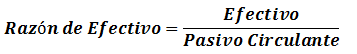 Razón de Efectivo = Efectivo / Pasivo Circulante